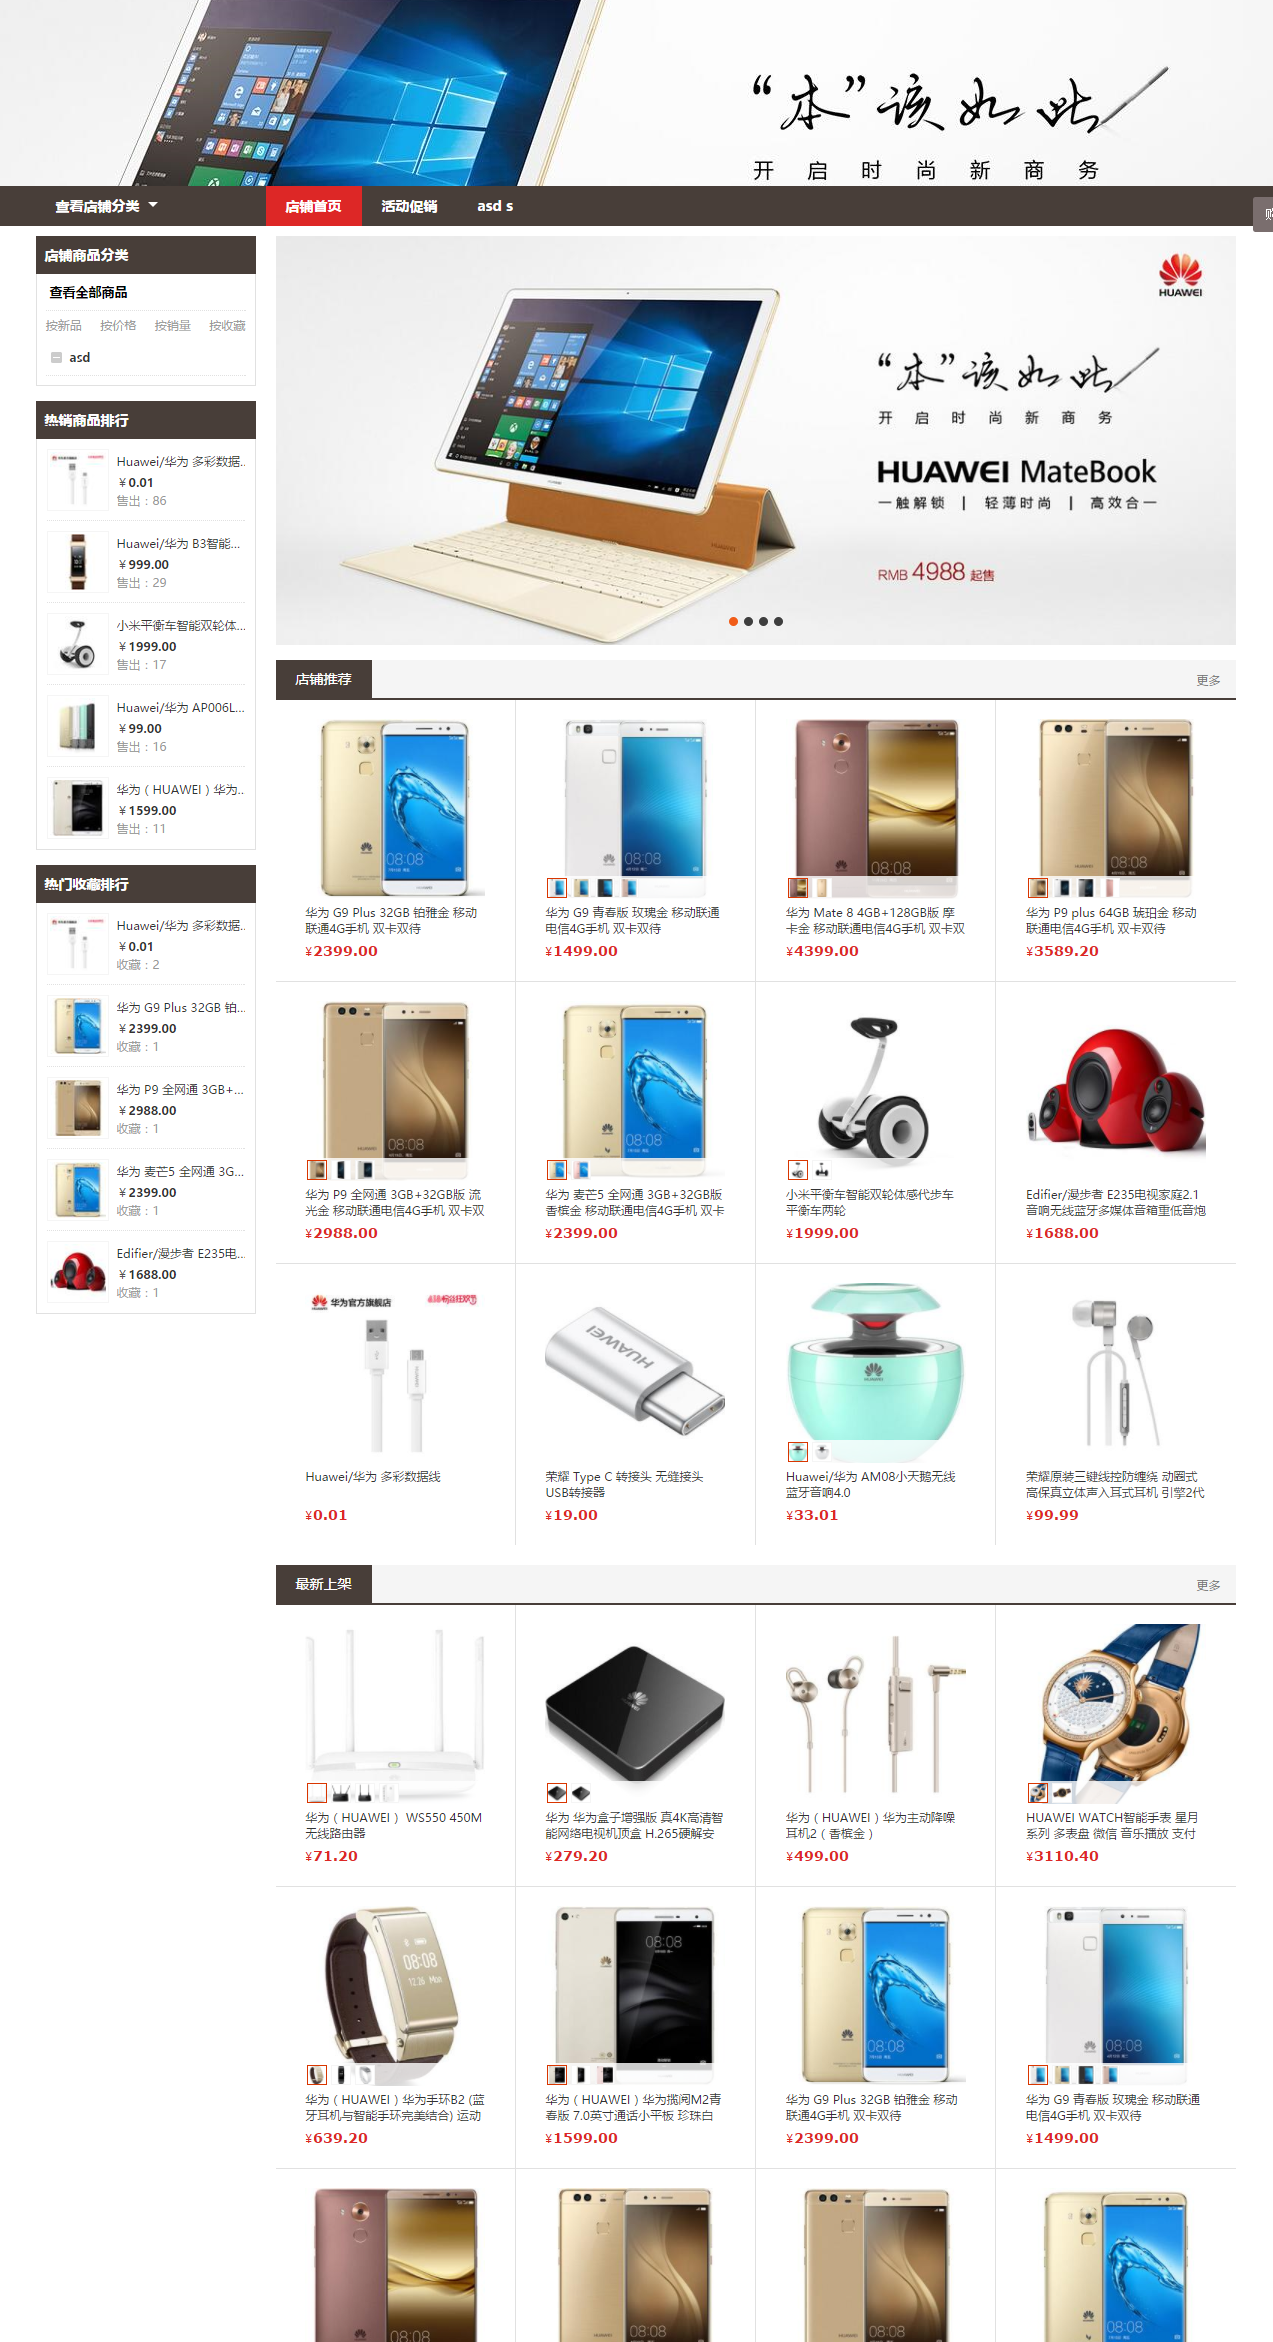 “本”该如此
开启时尚新商务
查看店铺分类
店铺首页
活动促销
asd s
店铺商品分类
查看全部商品
按新品 按价格 按销量 按收藏
asd
热销商品排行
Huawei/华为 多彩数据..
¥0.01
售出：86
Huawei/华为 B3智能...
¥999.00
售出：29
小米平衡车智能双轮体...
¥1999.00
售出：17
Huawei/华为 AP006L...
¥99.00
售出：16
华为（HUAWEI）华为..
¥1599.00
售出：11
热门收藏排行
Huawei/华为 多彩数据..
¥0.01
收藏：2
华为 G9 Plus 32GB 铂...
¥2399.00
收藏：1
华为 P9 全网通 3GB+...
¥2988.00
收藏：1
华为 麦芒5 全网通 3G...
¥2399.00
收藏：1
Edifier/漫步者 E235电...
¥1688.00
收藏：1
HUAWEI
“本”该如此
开启时尚新商务
HUAWEI MateBook
一触解锁 | 轻薄时尚 | 高效合一
RMB 4988 起售
店铺推荐
更多
华为 G9 Plus 32GB 铂雅金 移动
联通4G手机 双卡双待
¥2399.00
华为 G9 青春版 玫瑰金 移动联通
电信4G手机 双卡双待
¥1499.00
华为 Mate 8 4GB+128GB版 摩
卡金 移动联通电信4G手机 双卡双
¥4399.00
华为 P9 plus 64GB 琥珀金 移动
联通电信4G手机 双卡双待
¥3589.20
华为 P9 全网通 3GB+32GB版 流
光金 移动联通电信4G手机 双卡双
¥2988.00
华为 麦芒5 全网通 3GB+32GB版
香槟金 移动联通电信4G手机 双卡
¥2399.00
小米平衡车智能双轮体感代步车
平衡车两轮
¥1999.00
Edifier/漫步者 E235电视家庭2.1
音响无线蓝牙多媒体音箱重低音炮
¥1688.00
华为官方旗舰店
Huawei/华为 多彩数据线
¥0.01
HUAWEI
荣耀 Type C 转接头 无缝接头
USB转接器
¥19.00
Huawei/华为 AM08小天鹅无线
蓝牙音响4.0
¥33.01
荣耀原装三键线控防缠绕 动圈式
高保真立体声入耳式耳机 引擎2代
¥99.99
最新上架
更多
华为（HUAWEI） WS550 450M
无线路由器
¥71.20
华为 华为盒子增强版 真4K高清智
能网络电视机顶盒 H.265硬解安
¥279.20
华为（HUAWEI）华为主动降噪
耳机2（香槟金）
¥499.00
HUAWEI WATCH智能手表 星月
系列 多表盘 微信 音乐播放 支付
¥3110.40
08:08
12.26 Mon
华为（HUAWEI）华为手环B2 (蓝
牙耳机与智能手环完美结合) 运动
¥639.20
08:08
华为（HUAWEI）华为揽阅M2青
春版 7.0英寸通话小平板 珍珠白
¥1599.00
08:08
华为 G9 Plus 32GB 铂雅金 移动
联通4G手机 双卡双待
¥2399.00
08:08
华为 G9 青春版 玫瑰金 移动联通
电信4G手机 双卡双待
¥1499.00